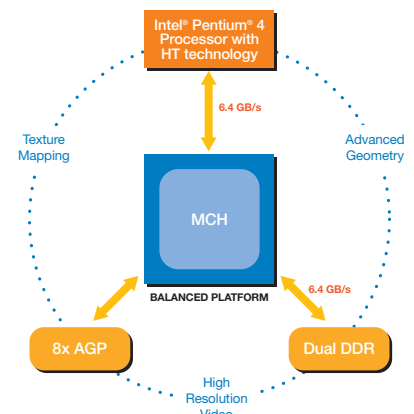 Intel® Pentium® 4
Processor with
HT technology
6.4 GB/s
Texture
Mapping
Advanced
Geometry
MCH
6.4 GB/s
BALANCED PLATFORM
8x AGP
Dual DDR
High
Resolution
Video